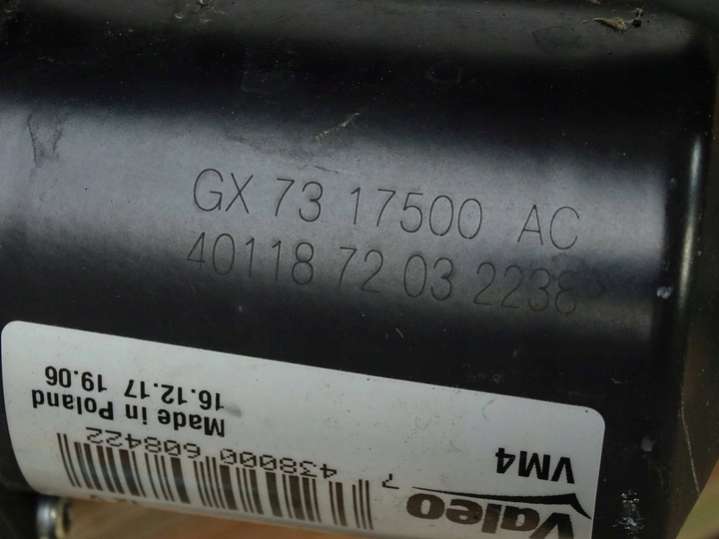 GX 73 17500 AC
40118 72 03 2238
Valeo
VM4
7 438000 608422
Made in Poland
16.12.17 19.06